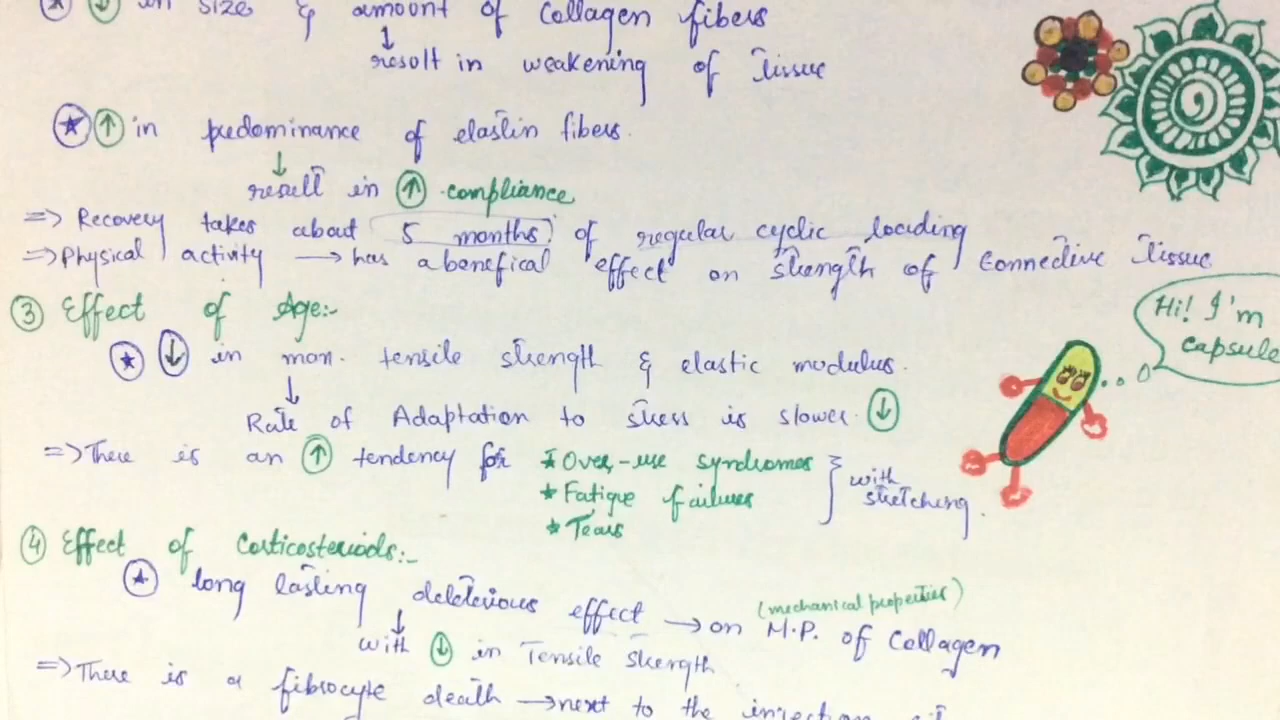 ↓ in size & amount of Collagen fibers
↓
result in weakening of Tissue
★ ↑ in predominance of elastin fibers.
↓
result in ↑ compliance
=> Recovery takes about 5 months of regular cyclic loading
=> Physical activity → has a benefical effect on strength of Connective Tissue.
③ Effect of Age:-
★ ↓ in man. tensile strength & elastic modulus.
↓
Rate of Adaptation to stress is slower. ↓
=> There is an ↑ tendency for ★ Over-use syndromes
★ Fatigue failures
★ Tears
} with stretching.
④ Effect of Corticosteriods:-
★ long lasting deleterious effect → on M.P. of Collagen
(mechanical properties)
↓
with ↓ in Tensile Strength
=> There is a fibrocyte death → next to the injection
Hi! I'm
capsule